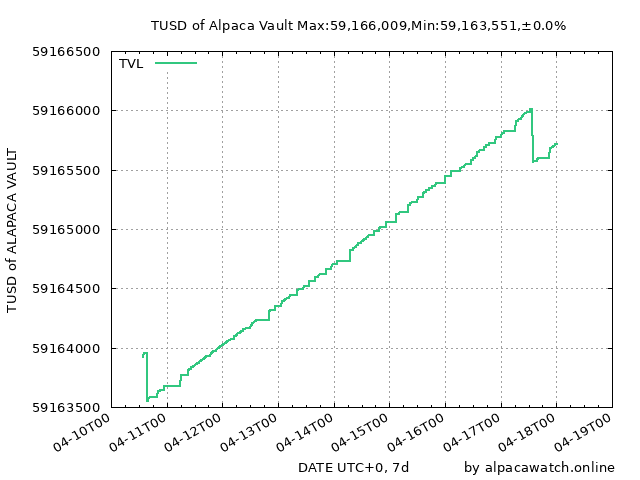 TUSD of Alpaca Vault Max:59,166,009,Min:59,163,551,±0.0%
TVL
59166500
59166000
59165500
59165000
59164500
59164000
59163500
TUSD of ALAPACA VAULT
04-10T00
04-11T00
04-12T00
04-13T00
04-14T00
04-15T00
04-16T00
04-17T00
04-18T00
04-19T00
DATE UTC+0, 7d
by alpacawatch.online